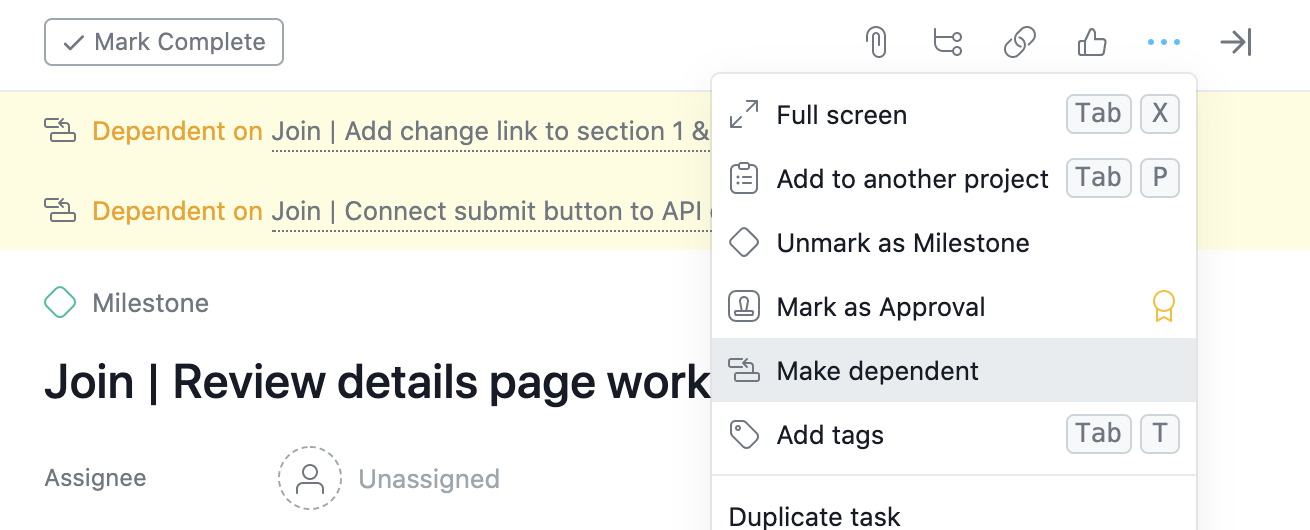 Mark Complete
Dependent on Join | Add change link to section 1 &
Dependent on Join | Connect submit button to API
Milestone
Join | Review details page work
Assignee
Unassigned
Full screen Tab X
Add to another project Tab P
Unmark as Milestone
Mark as Approval
Make dependent
Add tags Tab T
Duplicate task